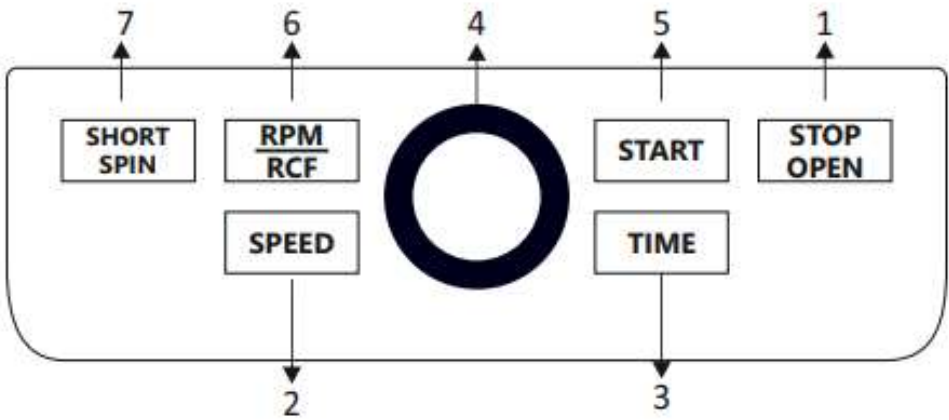 7 6 4 5 1
SHORT
SPIN
RPM
RCF
START
STOP
OPEN
SPEED
TIME
2 3